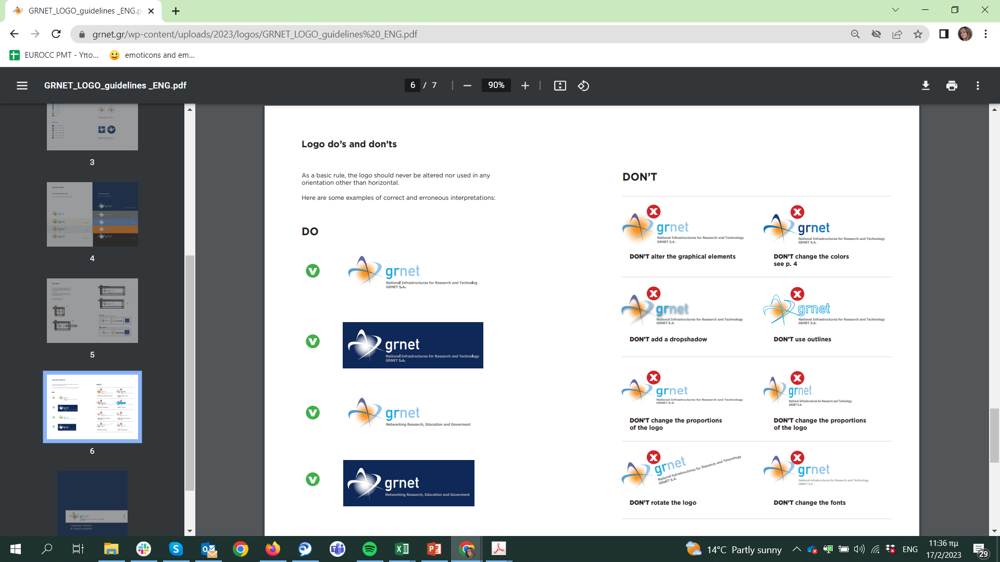 GRNET_LOGO_guidelines _ENG.p
grnet.gr/wp-content/uploads/2023/logos/GRNET_LOGO_guidelines%20_ENG.pdf
EUROCC PMT - Υπο...
emoticons and em...
GRNET_LOGO_guidelines _ENG.pdf
6 / 7
90%
3
4
5
6
Logo do’s and don’ts
As a basic rule, the logo should never be altered nor used in any
orientation other than horizontal.
Here are some examples of correct and erroneous interpretations:
DO
V
grnet
National Infrastructures for Research and Technolog
GRNET S.A.
V
grnet
National Infrastructures for Research and Technology
GRNET S.A.
V
grnet
Networking Research, Education and Goverment
V
grnet
Networking Research, Education and Goverment
DON’T
X
grnet
National Infrastructures for Research and Technology
GRNET S.A.
DON’T alter the graphical elements
X
grnet
National Infrastructures for Research and Technology
GRNET S.A.
DON’T change the colors
see p. 4
X
grnet
National Infrastructures for Research and Technology
GRNET S.A.
DON’T add a dropshadow
X
grnet
National Infrastructures for Research and Technology
GRNET S.A.
DON’T use outlines
X
grnet
National Infrastructures for Research and Technology
GRNET S.A.
DON’T change the proportions
of the logo
X
grnet
National Infrastructures for Research and Technology
GRNET S.A.
DON’T change the proportions
of the logo
X
grnet
National Infrastructures for Research and Technology
GRNET S.A.
DON’T rotate the logo
X
grnet
National Infrastructures for Research and Technology
GRNET S.A.
DON’T change the fonts
14°C Partly sunny
ENG
11:36 πμ
17/2/2023
29